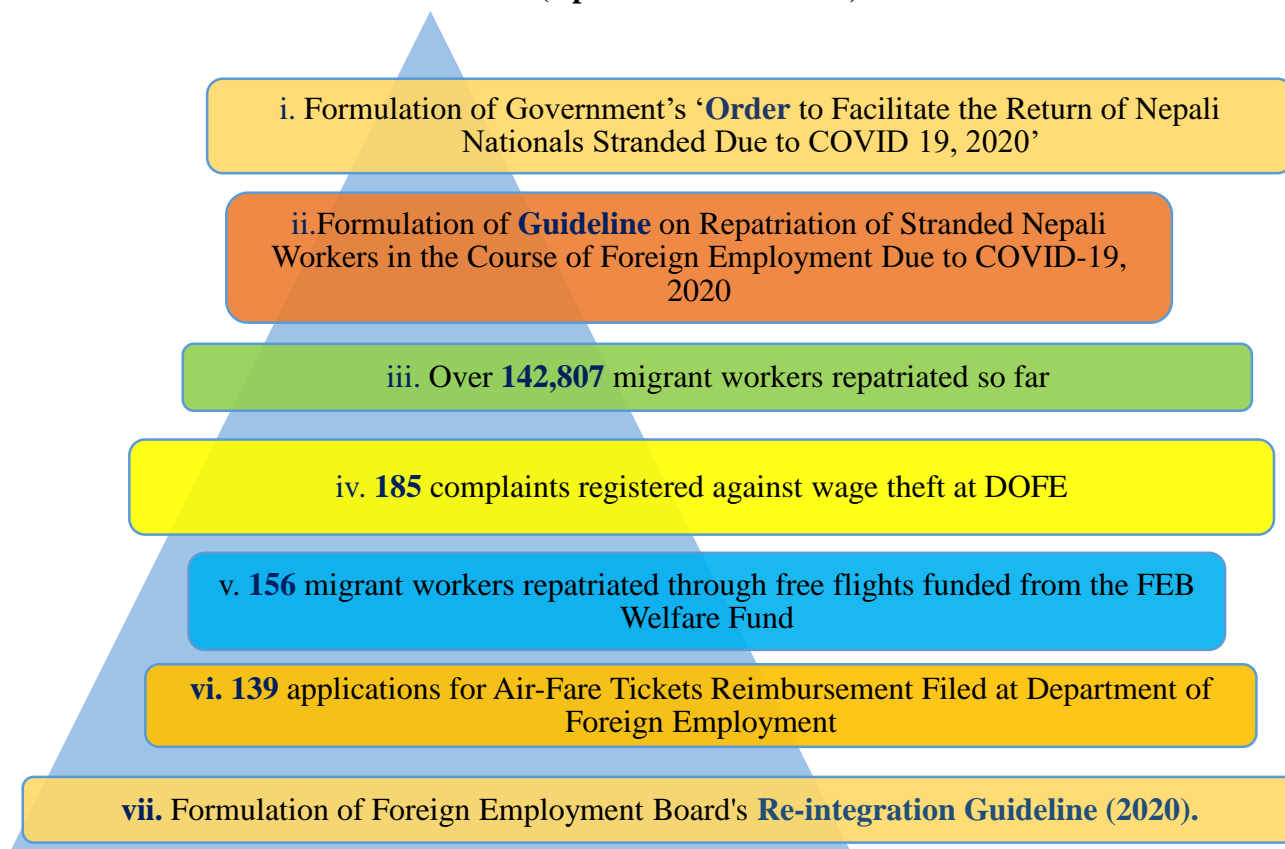 i. Formulation of Government’s ‘Order to Facilitate the Return of Nepali
Nationals Stranded Due to COVID 19, 2020’
ii.Formulation of Guideline on Repatriation of Stranded Nepali
Workers in the Course of Foreign Employment Due to COVID-19,
2020
iii. Over 142,807 migrant workers repatriated so far
iv. 185 complaints registered against wage theft at DOFE
v. 156 migrant workers repatriated through free flights funded from the FEB
Welfare Fund
vi. 139 applications for Air-Fare Tickets Reimbursement Filed at Department of
Foreign Employment
vii. Formulation of Foreign Employment Board's Re-integration Guideline (2020).